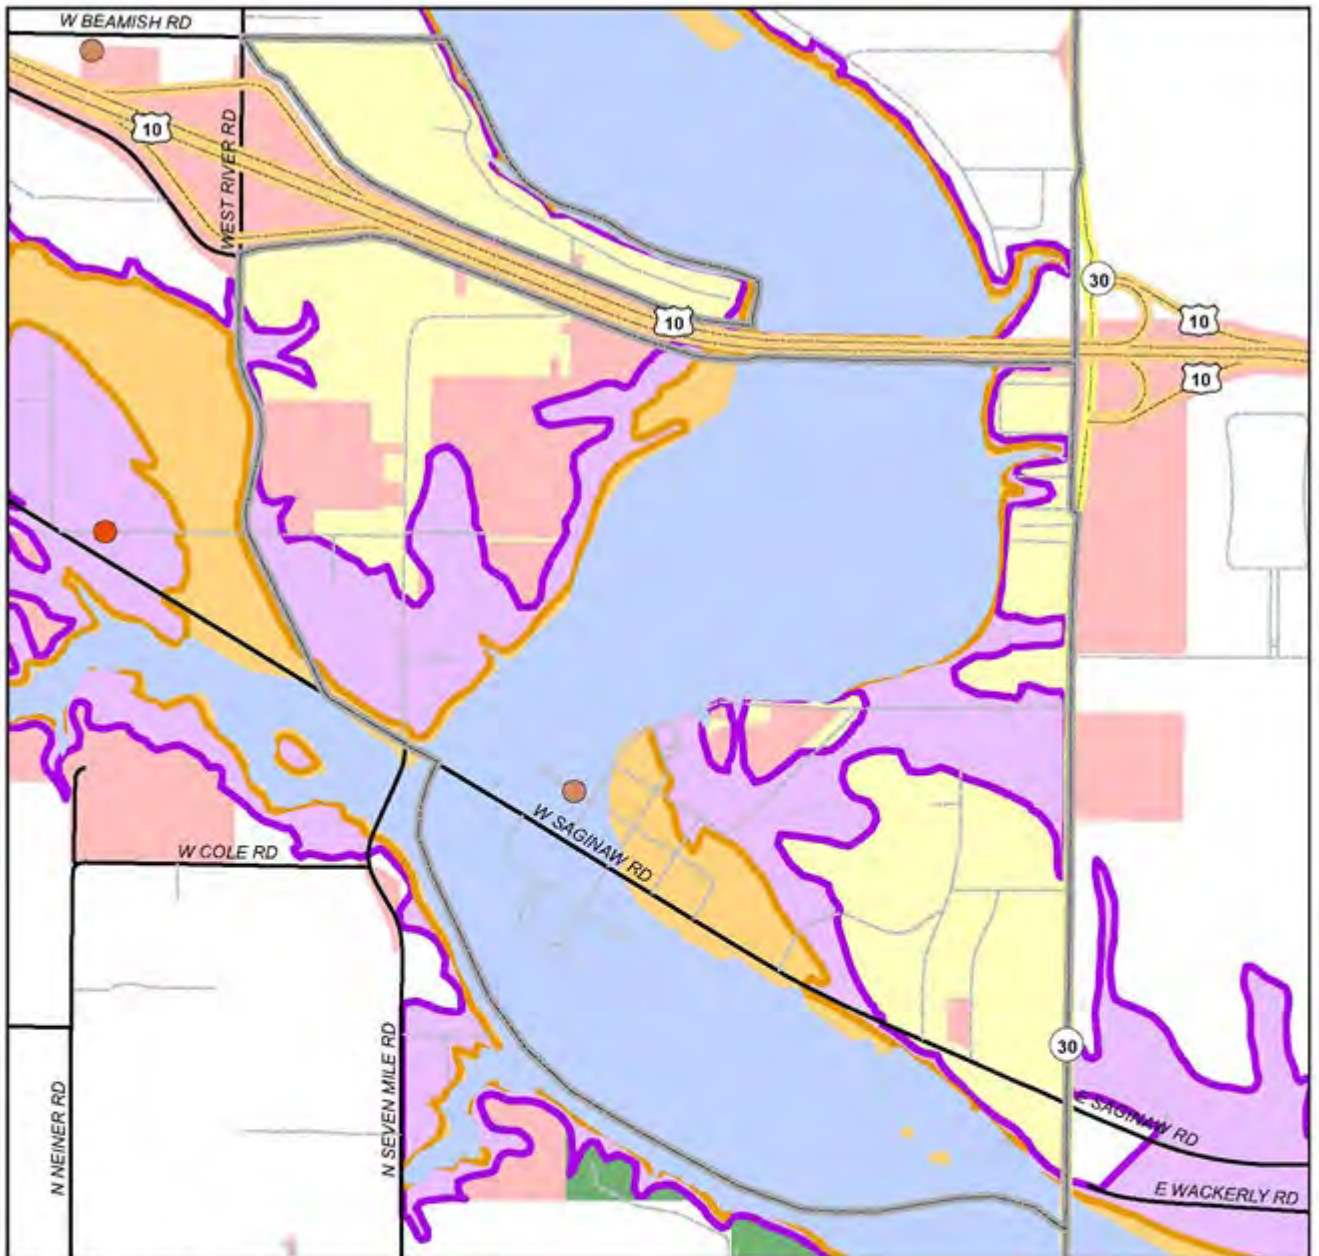 W BEAMISH RD
10
WEST RIVER RD
30
10
10
10
W SAGINAW RD
W COLE RD
30
N NEINER RD
N SEVEN MILE RD
E SAGINAW RD
E WACKERLY RD